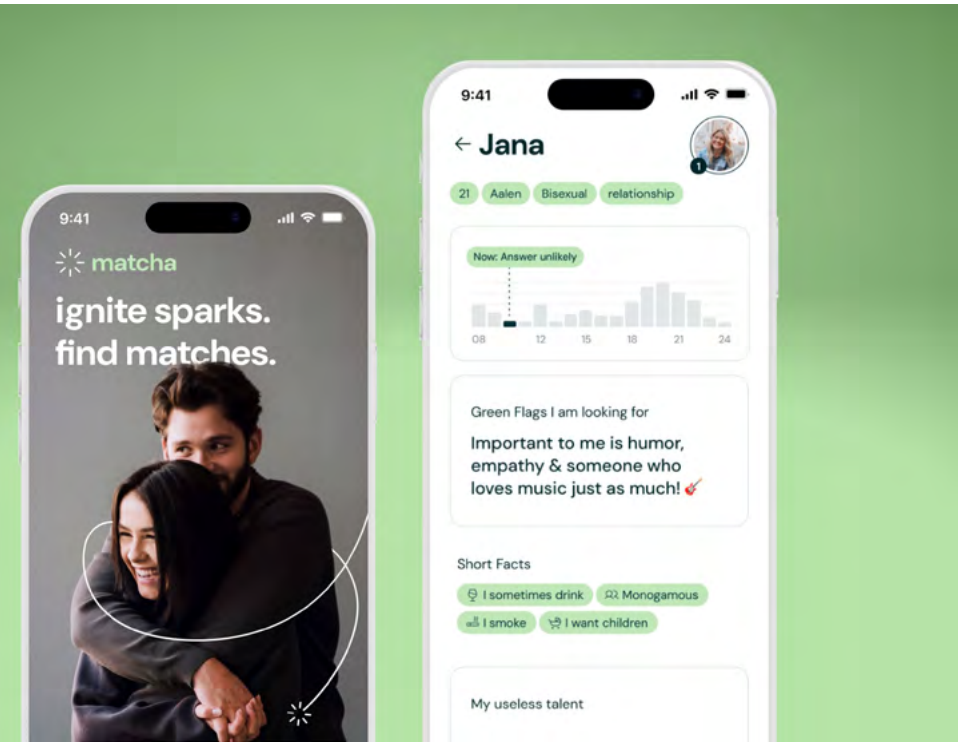 9:41
matcha
ignite sparks.
find matches.
9:41
← Jana
1
21 Aalen Bisexual relationship
Now: Answer unlikely
08 12 15 18 21 24
Green Flags I am looking for
Important to me is humor,
empathy & someone who
loves music just as much! 🎸
Short Facts
I sometimes drink Monogamous
I smoke I want children
My useless talent